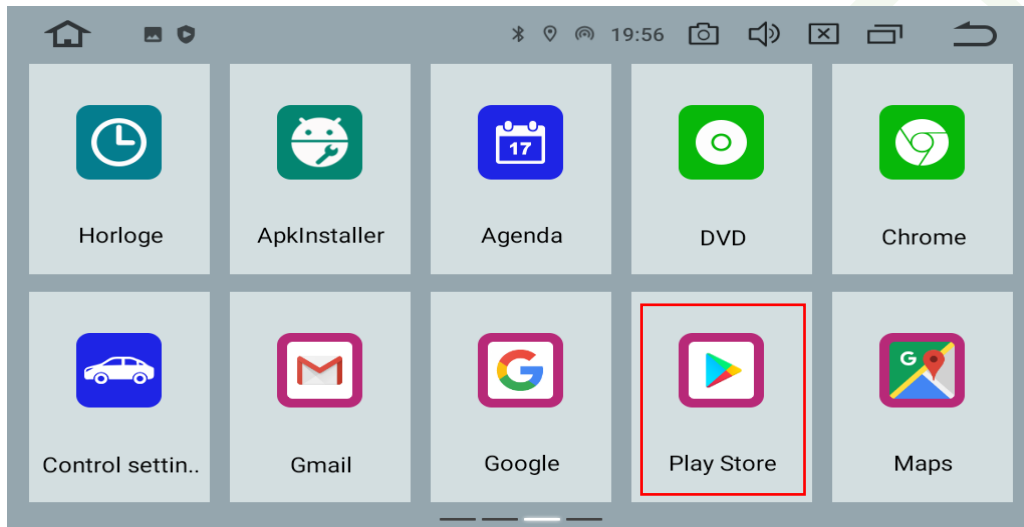 19:56
17
Horloge ApkInstaller Agenda DVD Chrome
G
Control settin.. Gmail Google Play Store Maps